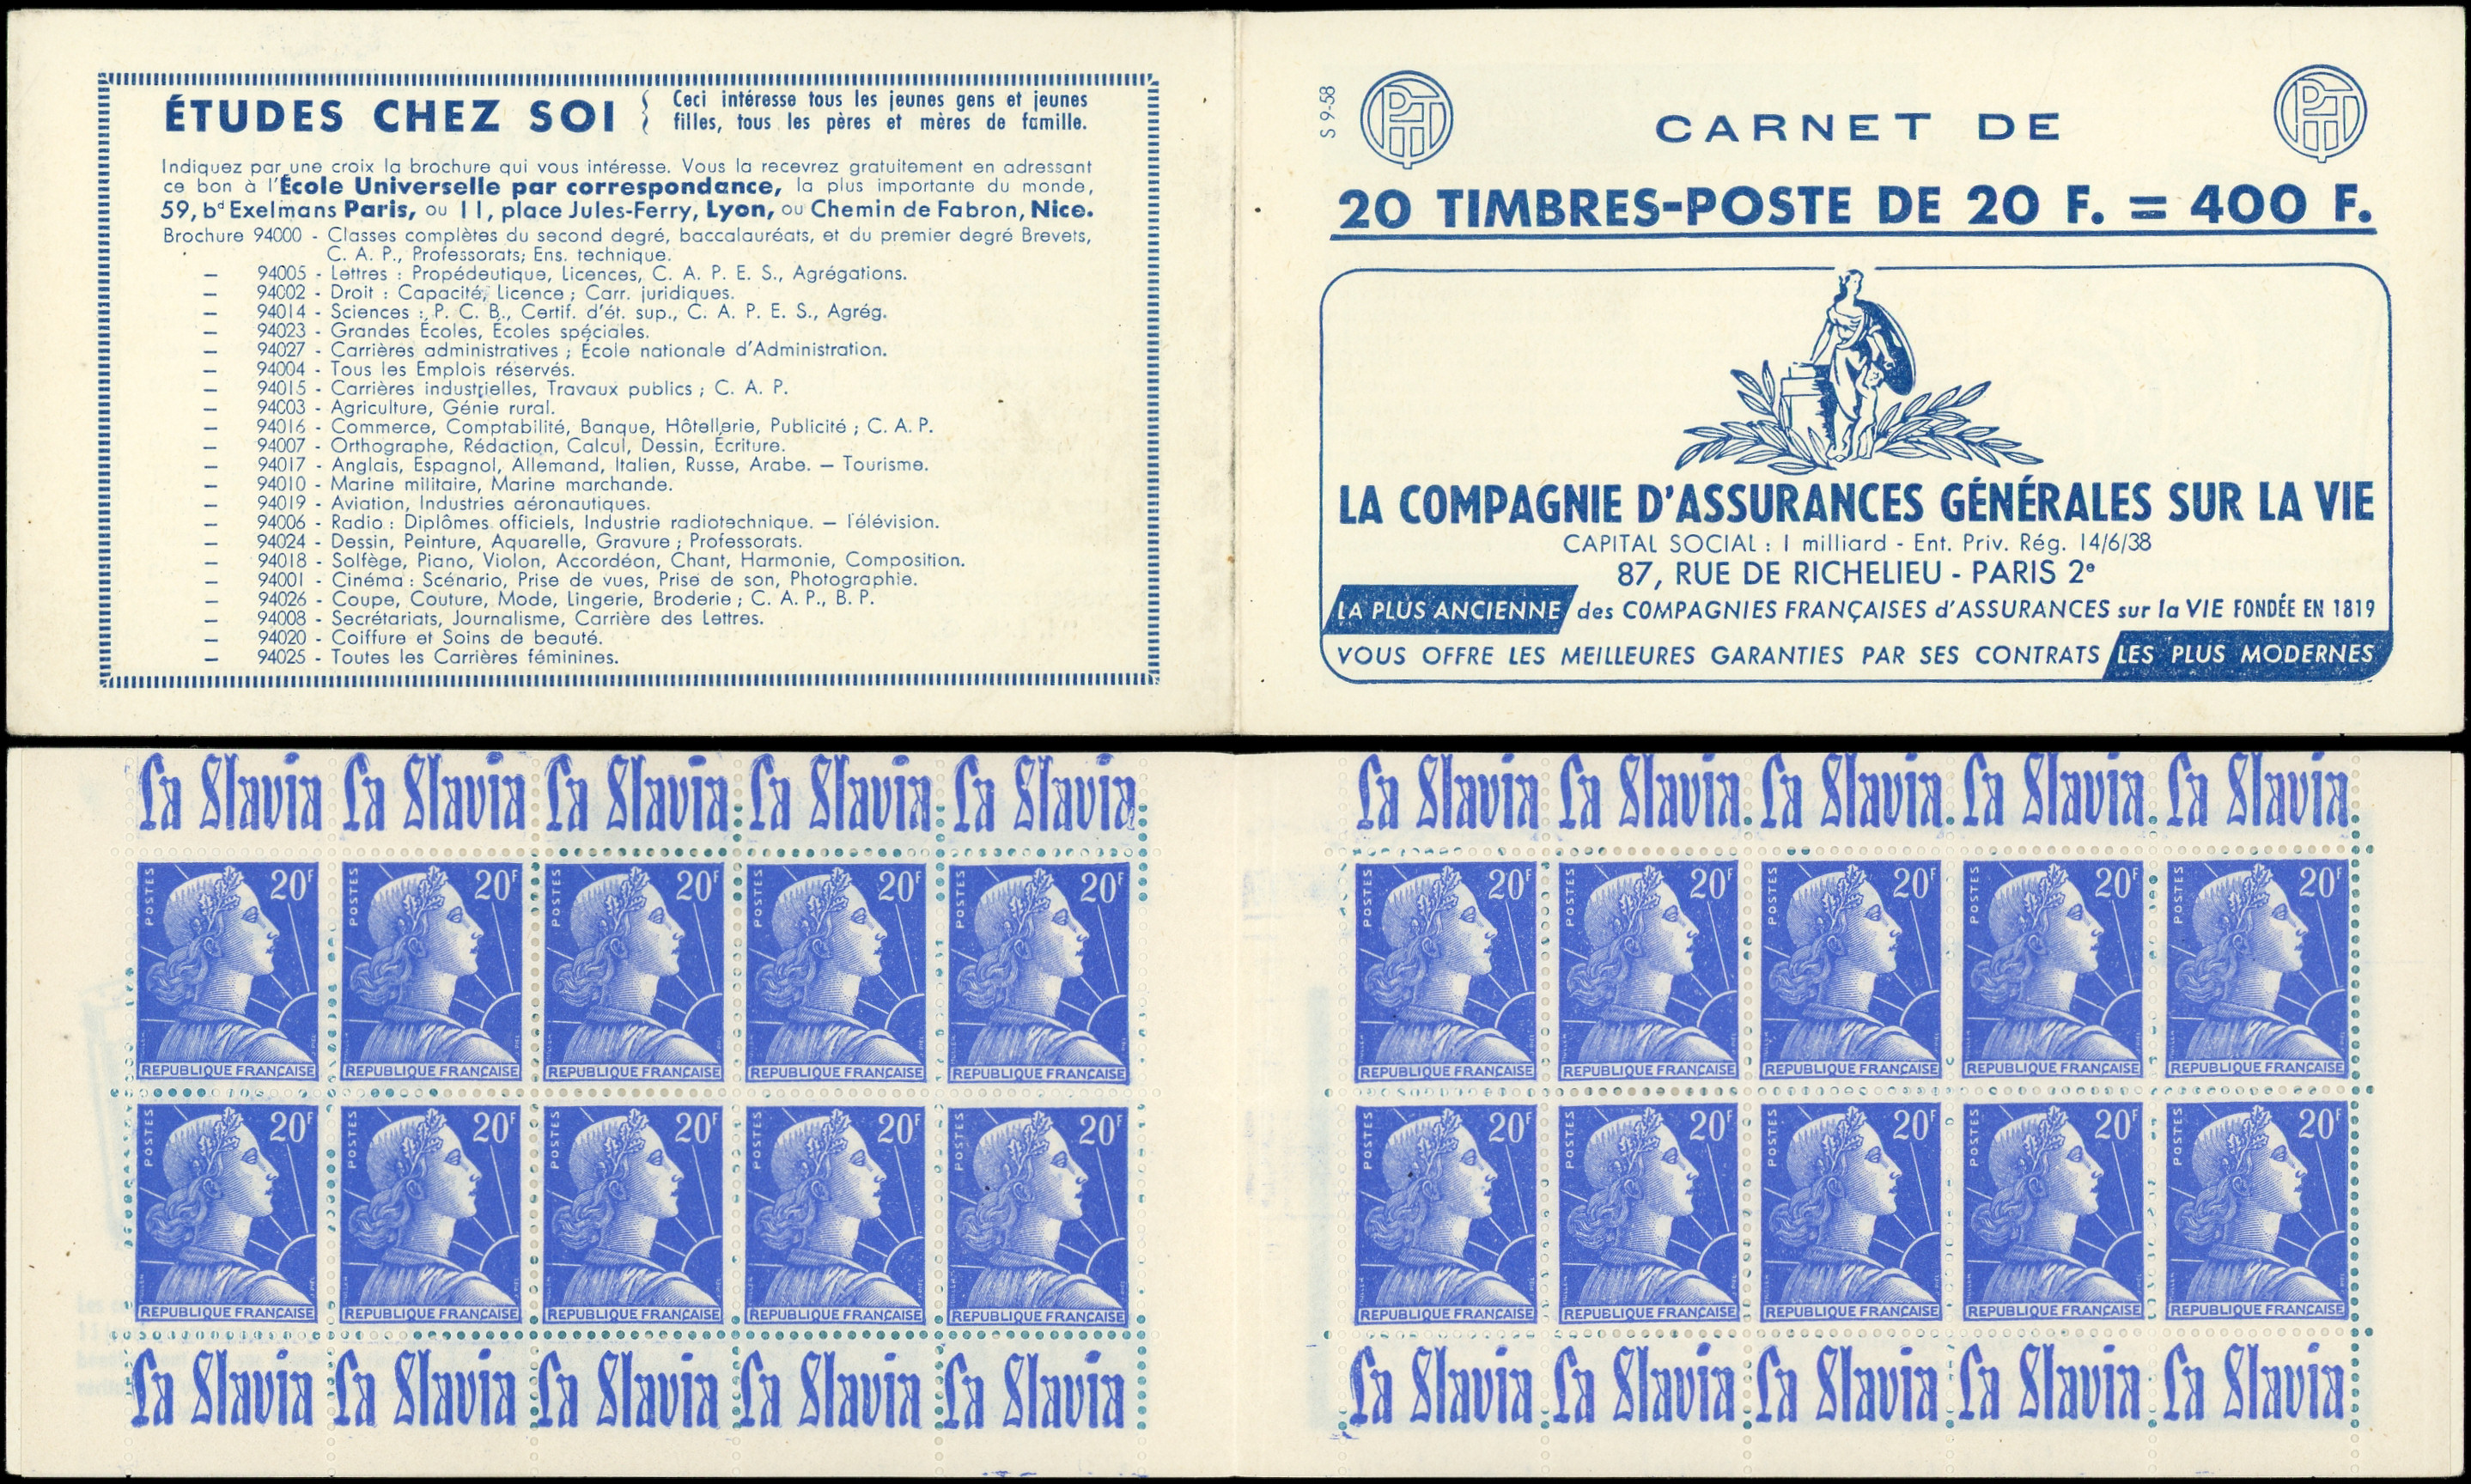 ÉTUDES CHEZ SOI
Ceci intéresse tous les jeunes gens et jeunes
filles, tous les pères et mères de famille.
Indiquez par une croix la brochure qui vous intéresse. Vous la recevrez gratuitement en adressant
ce bon à l'École Universelle par correspondance, la plus importante du monde,
59, bd Exelmans Paris, ou 11, place Jules-Ferry, Lyon, ou Chemin de Fabron, Nice.
Brochure 94000 - Classes complètes du second degré, baccalauréats, et du premier degré Brevets,
C. A. P., Professorats; Ens. technique.
— 94005 - Lettres : Propédeutique, Licences, C. A. P. E. S., Agrégations.
— 94002 - Droit : Capacité, Licence ; Carr. juridiques.
— 94014 - Sciences : P. C. B., Certif. d'ét. sup., C. A. P. E. S., Agrég.
— 94023 - Grandes Écoles, Écoles spéciales.
— 94027 - Carrières administratives ; École nationale d'Administration.
— 94004 - Tous les Emplois réservés.
— 94015 - Carrières industrielles, Travaux publics ; C. A. P.
— 94003 - Agriculture, Génie rural.
— 94016 - Commerce, Comptabilité, Banque, Hôtellerie, Publicité ; C. A. P.
— 94007 - Orthographe, Rédaction, Calcul, Dessin, Écriture.
— 94017 - Anglais, Espagnol, Allemand, Italien, Russe, Arabe. — Tourisme.
— 94010 - Marine militaire, Marine marchande.
— 94019 - Aviation, Industries aéronautiques.
— 94006 - Radio : Diplômes officiels, Industrie radiotechnique. — Télévision.
— 94024 - Dessin, Peinture, Aquarelle, Gravure ; Professorats.
— 94018 - Solfège, Piano, Violon, Accordéon, Chant, Harmonie, Composition.
— 94001 - Cinéma : Scénario, Prise de vues, Prise de son, Photographie.
— 94026 - Coupe, Couture, Mode, Lingerie, Broderie ; C. A. P., B. P.
— 94008 - Secrétariats, Journalisme, Carrière des Lettres.
— 94020 - Coiffure et Soins de beauté.
— 94025 - Toutes les Carrières féminines.
S 9-58
PTT
PTT
CARNET DE
20 TIMBRES-POSTE DE 20 F. = 400 F.
LA COMPAGNIE D'ASSURANCES GÉNÉRALES SUR LA VIE
CAPITAL SOCIAL : 1 milliard - Ent. Priv. Rég. 14/6/38
87, RUE DE RICHELIEU - PARIS 2e
LA PLUS ANCIENNE des COMPAGNIES FRANÇAISES d'ASSURANCES sur la VIE FONDÉE EN 1819
VOUS OFFRE LES MEILLEURES GARANTIES PAR SES CONTRATS LES PLUS MODERNES
La Slavia La Slavia La Slavia La Slavia La Slavia La Slavia La Slavia La Slavia La Slavia La Slavia
POSTES 20F POSTES 20F POSTES 20F POSTES 20F POSTES 20F POSTES 20F POSTES 20F POSTES 20F POSTES 20F POSTES 20F
REPUBLIQUE FRANÇAISE REPUBLIQUE FRANÇAISE REPUBLIQUE FRANÇAISE REPUBLIQUE FRANÇAISE REPUBLIQUE FRANÇAISE REPUBLIQUE FRANÇAISE REPUBLIQUE FRANÇAISE REPUBLIQUE FRANÇAISE REPUBLIQUE FRANÇAISE REPUBLIQUE FRANÇAISE
POSTES 20F POSTES 20F POSTES 20F POSTES 20F POSTES 20F POSTES 20F POSTES 20F POSTES 20F POSTES 20F POSTES 20F
REPUBLIQUE FRANÇAISE REPUBLIQUE FRANÇAISE REPUBLIQUE FRANÇAISE REPUBLIQUE FRANÇAISE REPUBLIQUE FRANÇAISE REPUBLIQUE FRANÇAISE REPUBLIQUE FRANÇAISE REPUBLIQUE FRANÇAISE REPUBLIQUE FRANÇAISE REPUBLIQUE FRANÇAISE
La Slavia La Slavia La Slavia La Slavia La Slavia La Slavia La Slavia La Slavia La Slavia La Slavia